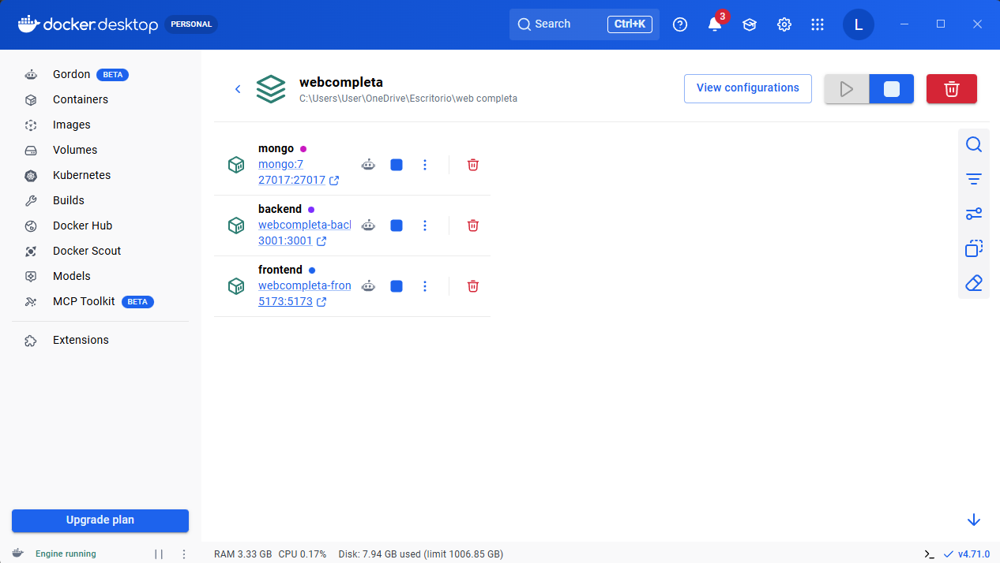 docker.desktop PERSONAL
Search Ctrl+K
3
L
Gordon BETA
Containers
Images
Volumes
Kubernetes
Builds
Docker Hub
Docker Scout
Models
MCP Toolkit BETA
Extensions
Upgrade plan
Engine running
webcompleta
C:\Users\User\OneDrive\Escritorio\web completa
View configurations
mongo
mongo:7
27017:27017
backend
webcompleta-bac
3001:3001
frontend
webcompleta-fron
5173:5173
RAM 3.33 GB CPU 0.17% Disk: 7.94 GB used (limit 1006.85 GB)
v4.71.0